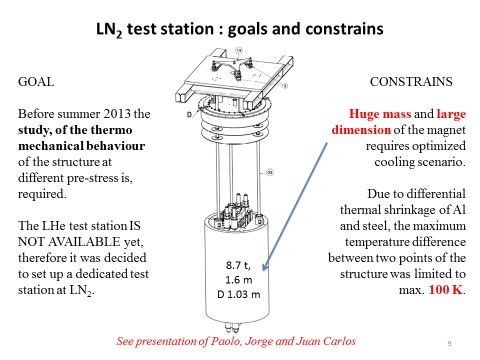 LN2 test station : goals and constrains
GOAL
Before summer 2013 the
study, of the thermo
mechanical behaviour
of the structure at
different pre-stress is,
required.
The LHe test station IS
NOT AVAILABLE yet,
therefore it was decided
to set up a dedicated test
station at LN2.
D
8.7 t,
1.6 m
D 1.03 m
CONSTRAINS
Huge mass and large
dimension of the magnet
requires optimized
cooling scenario.
Due to differential
thermal shrinkage of Al
and steel, the maximum
temperature difference
between two points of the
structure was limited to
max. 100 K.
See presentation of Paolo, Jorge and Juan Carlos
9